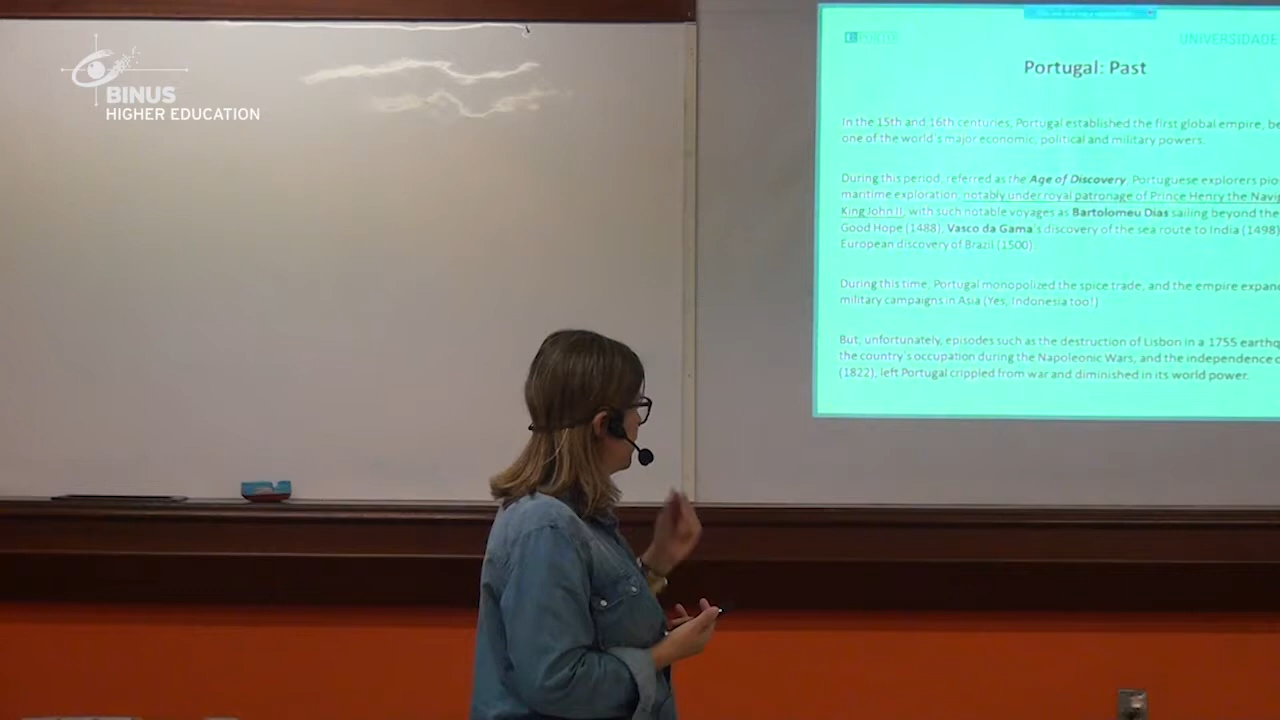 BINUS
HIGHER EDUCATION
U.PORTO
UNIVERSIDADE
Portugal: Past
In the 15th and 16th centuries, Portugal established the first global empire, be
one of the world's major economic, political and military powers.
During this period, referred as the Age of Discovery, Portuguese explorers pio
maritime exploration, notably under royal patronage of Prince Henry the Navig
King John II, with such notable voyages as Bartolomeu Dias sailing beyond the
Good Hope (1488), Vasco da Gama's discovery of the sea route to India (1498)
European discovery of Brazil (1500).
During this time, Portugal monopolized the spice trade, and the empire expand
military campaigns in Asia (Yes, Indonesia too!)
But, unfortunately, episodes such as the destruction of Lisbon in a 1755 earthq
the country's occupation during the Napoleonic Wars, and the independence o
(1822), left Portugal crippled from war and diminished in its world power.